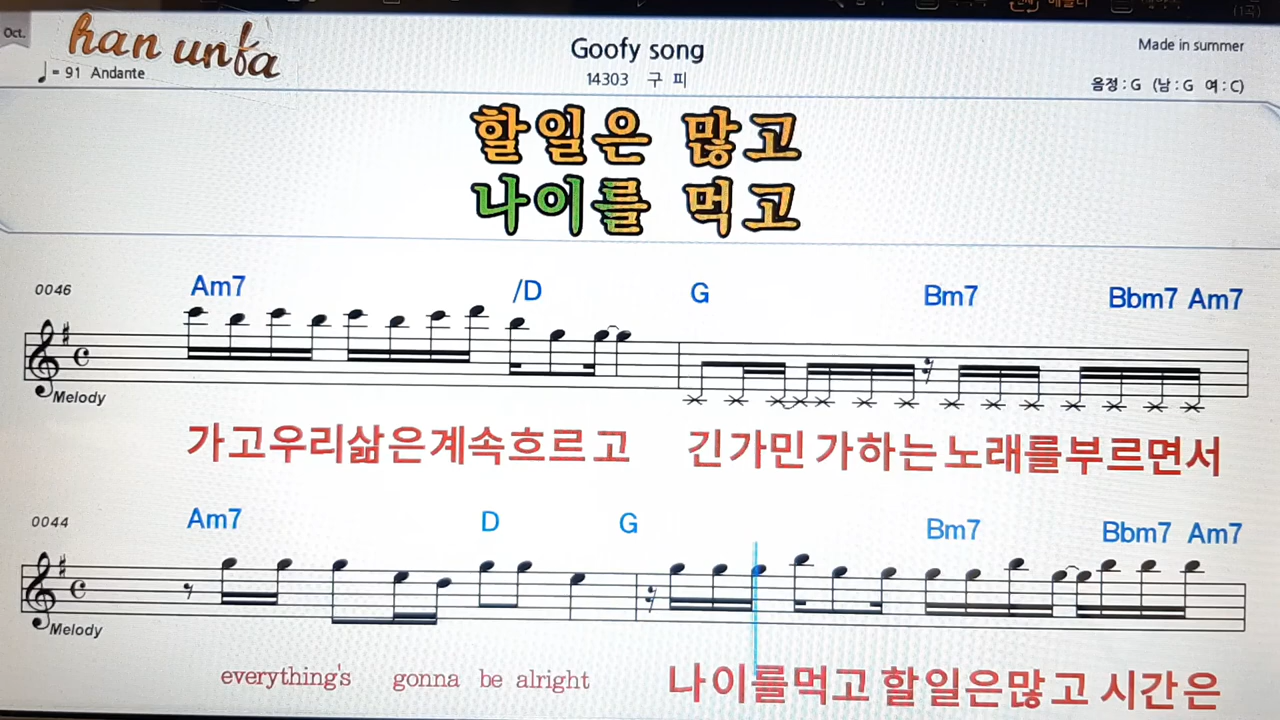 Oct.
han unfa
Goofy song
Made in summer
♩ = 91 Andante
14303 구 피
음정 : G (남 : G 여 : C)
할일은 많고
나이를 먹고
0046
Am7 /D G Bm7 Bbm7 Am7
Melody
가고우리삶은계속흐르고 긴가민 가하는 노래를부르면서
0044
Am7 D G Bm7 Bbm7 Am7
Melody
everything's gonna be alright 나이를먹고 할일은많고 시간은